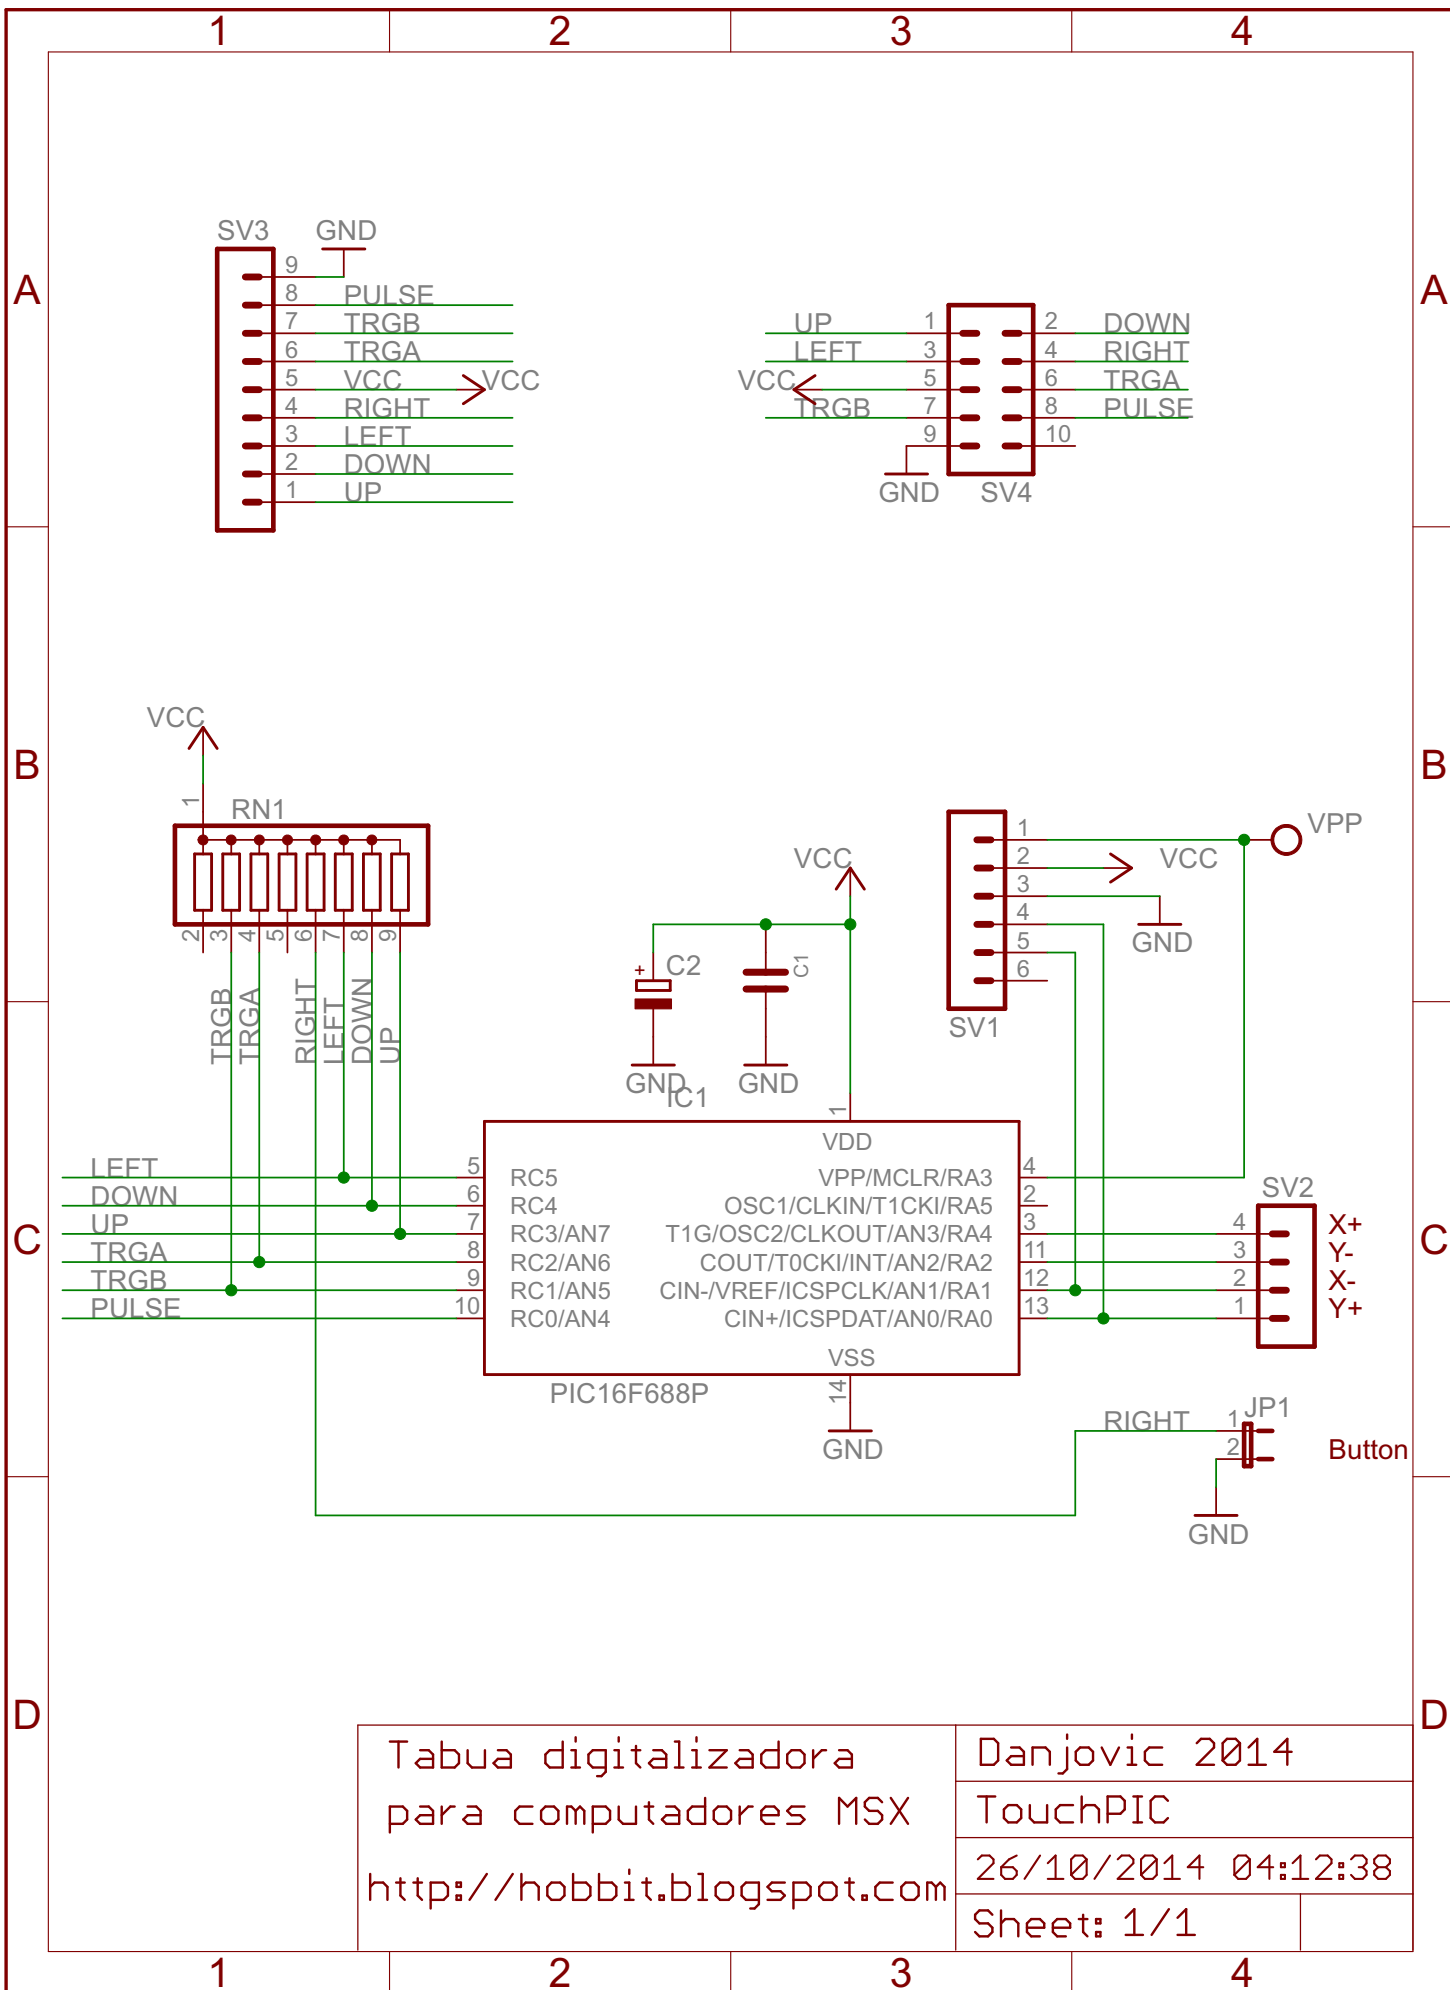 1 2 3 4
A A
SV3 GND
9
8 PULSE
7 TRGB
6 TRGA
5 VCC VCC
4 RIGHT
3 LEFT
2 DOWN
1 UP
UP 1 2 DOWN
LEFT 3 4 RIGHT
VCC 5 6 TRGA
TRGB 7 8 PULSE
9 10
GND SV4
B B
VCC
1 RN1
2 3 4 5 6 7 8 9
TRGB TRGA RIGHT LEFT DOWN UP
VCC
+ C2 C1
GND GND
1 VPP
2 VCC
3
4 GND
5
6
SV1
C C
IC1
1
VDD
LEFT 5 RC5 VPP/MCLR/RA3 4
DOWN 6 RC4 OSC1/CLKIN/T1CKI/RA5 2
UP 7 RC3/AN7 T1G/OSC2/CLKOUT/AN3/RA4 3
TRGA 8 RC2/AN6 COUT/T0CKI/INT/AN2/RA2 11
TRGB 9 RC1/AN5 CIN-/VREF/ICSPCLK/AN1/RA1 12
PULSE 10 RC0/AN4 CIN+/ICSPDAT/AN0/RA0 13
VSS
14
PIC16F688P
GND
SV2
4 X+
3 Y-
2 X-
1 Y+
RIGHT 1 JP1
2 Button
GND
D D
Tabua digitalizadora
para computadores MSX
http://hobbit.blogspot.com
Danjovic 2014
TouchPIC
26/10/2014 04:12:38
Sheet: 1/1
1 2 3 4